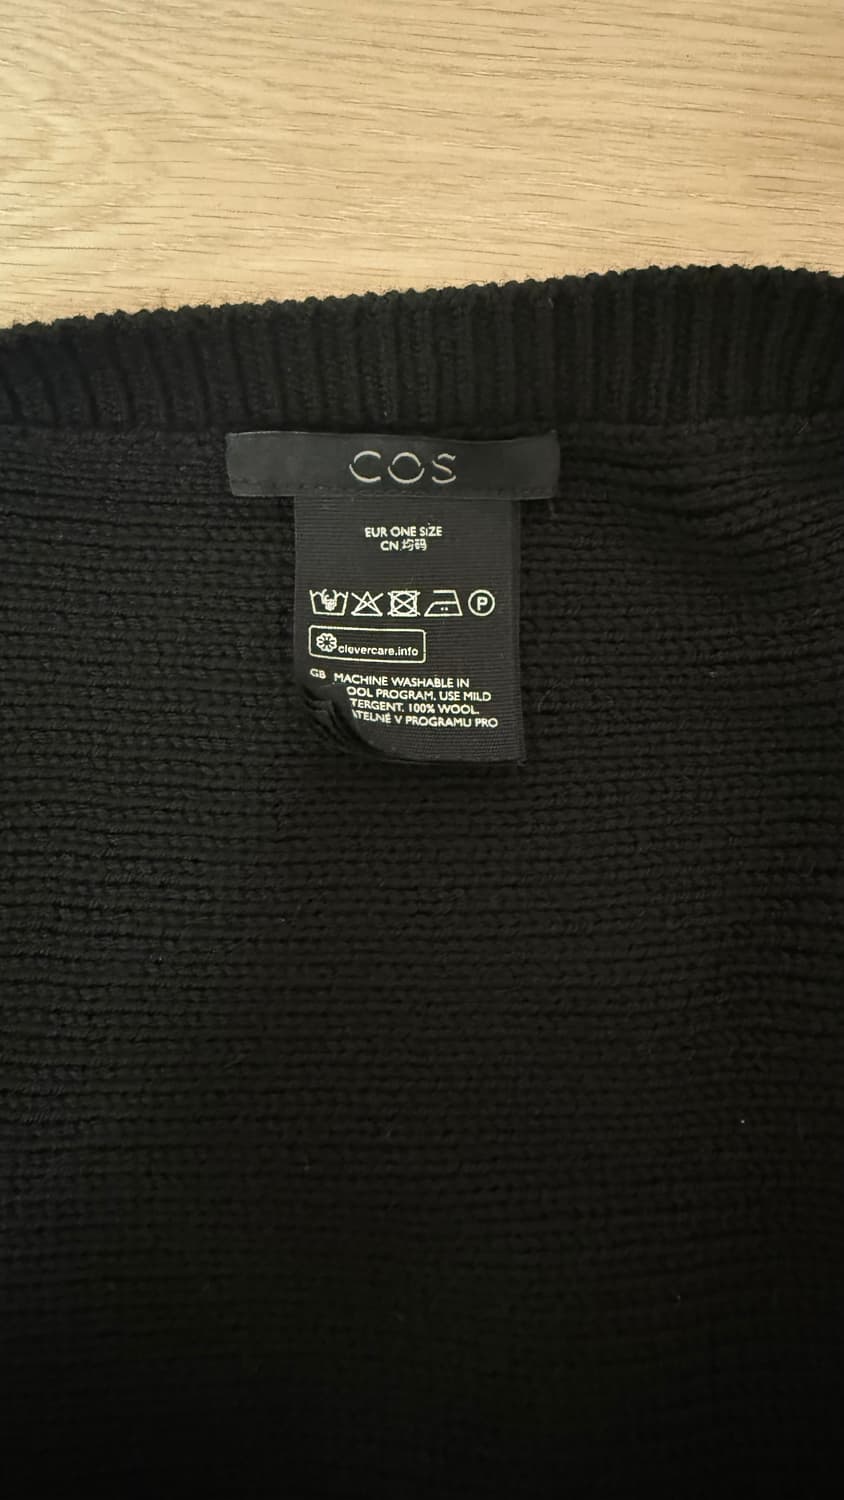 COS
EUR ONE SIZE
CN 均码
P
clevercare.info
GB MACHINE WASHABLE IN
OOL PROGRAM. USE MILD
TERGENT. 100% WOOL.
ATELNÉ V PROGRAMU PRO